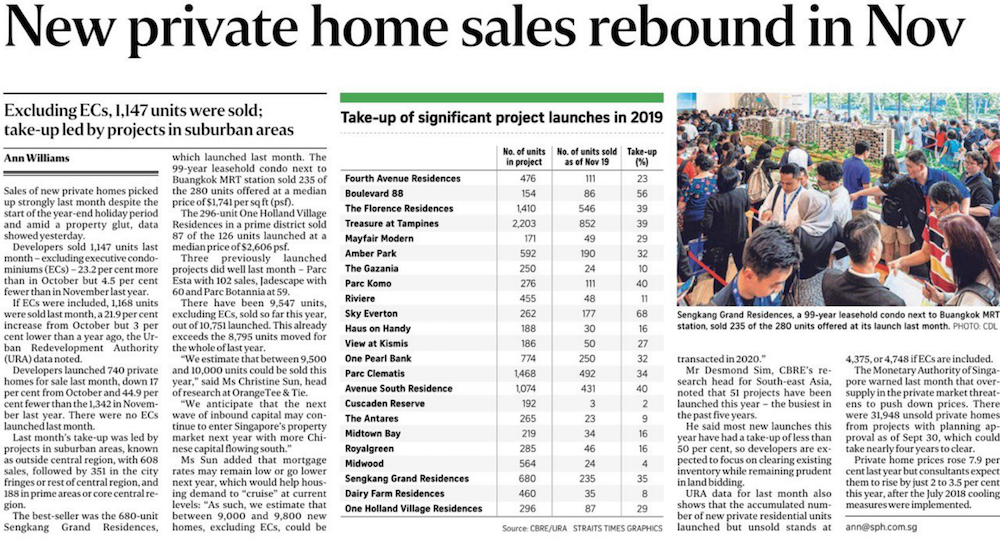 New private home sales rebound in Nov
Excluding ECs, 1,147 units were sold;
take-up led by projects in suburban areas
Ann Williams
Sales of new private homes picked
up strongly last month despite the
start of the year-end holiday period
and amid a property glut, data
showed yesterday.
Developers sold 1,147 units last
month – excluding executive condo-
miniums (ECs) – 23.2 per cent more
than in October but 4.5 per cent
fewer than in November last year.
If ECs were included, 1,168 units
were sold last month, a 21.9 per cent
increase from October but 3 per
cent lower than a year ago, the Ur-
ban Redevelopment Authority
(URA) data noted.
Developers launched 740 private
homes for sale last month, down 17
per cent from October and 44.9 per
cent fewer than the 1,342 in Novem-
ber last year. There were no ECs
launched last month.
Last month's take-up was led by
projects in suburban areas, known
as outside central region, with 608
sales, followed by 351 in the city
fringes or rest of central region, and
188 in prime areas or core central re-
gion.
The best-seller was the 680-unit
Sengkang Grand Residences,
which launched last month. The
99-year leasehold condo next to
Buangkok MRT station sold 235 of
the 280 units offered at a median
price of $1,741 per sq ft (psf).
The 296-unit One Holland Village
Residences in a prime district sold
87 of the 126 units launched at a
median price of $2,606 psf.
Three previously launched
projects did well last month – Parc
Esta with 102 sales, Jadescape with
60 and Parc Botannia at 59.
There have been 9,547 units,
excluding ECs, sold so far this year,
out of 10,751 launched. This already
exceeds the 8,795 units moved for
the whole of last year.
"We estimate that between 9,500
and 10,000 units could be sold this
year," said Ms Christine Sun, head
of research at OrangeTee & Tie.
"We anticipate that the next
wave of inbound capital may con-
tinue to enter Singapore's property
market next year with more Chi-
nese capital flowing south."
Ms Sun added that mortgage
rates may remain low or go lower
next year, which would help hous-
ing demand to "cruise" at current
levels: "As such, we estimate that
between 9,000 and 9,800 new
homes, excluding ECs, could be
Take-up of significant project launches in 2019
No. of units in project No. of units sold as of Nov 19 Take-up (%)
Fourth Avenue Residences 476 111 23
Boulevard 88 154 86 56
The Florence Residences 1,410 546 39
Treasure at Tampines 2,203 852 39
Mayfair Modern 171 49 29
Amber Park 592 190 32
The Gazania 250 24 10
Parc Komo 276 111 40
Riviere 455 48 11
Sky Everton 262 177 68
Haus on Handy 188 30 16
View at Kismis 186 50 27
One Pearl Bank 774 250 32
Parc Clematis 1,468 492 34
Avenue South Residence 1,074 431 40
Cuscaden Reserve 192 3 2
The Antares 265 23 9
Midtown Bay 219 34 16
Royalgreen 285 46 16
Midwood 564 24 4
Sengkang Grand Residences 680 235 35
Dairy Farm Residences 460 35 8
One Holland Village Residences 296 87 29
Source: CBRE/URA STRAITS TIMES GRAPHICS
Sengkang Grand Residences, a 99-year leasehold condo next to Buangkok MRT
station, sold 235 of the 280 units offered at its launch last month. PHOTO: CDL
transacted in 2020."
Mr Desmond Sim, CBRE's re-
search head for South-east Asia,
noted that 51 projects have been
launched this year – the busiest in
the past five years.
He said most new launches this
year have had a take-up of less than
50 per cent, so developers are ex-
pected to focus on clearing existing
inventory while remaining prudent
in land bidding.
URA data for last month also
shows that the accumulated num-
ber of new private residential units
launched but unsold stands at
4,375, or 4,748 if ECs are included.
The Monetary Authority of Singa-
pore warned last month that over-
supply in the private market threat-
ens to push down prices. There
were 31,948 unsold private homes
from projects with planning ap-
proval as of Sept 30, which could
take nearly four years to clear.
Private home prices rose 7.9 per
cent last year but consultants expect
them to rise by just 2 to 3.5 per cent
this year, after the July 2018 cooling
measures were implemented.
ann@sph.com.sg